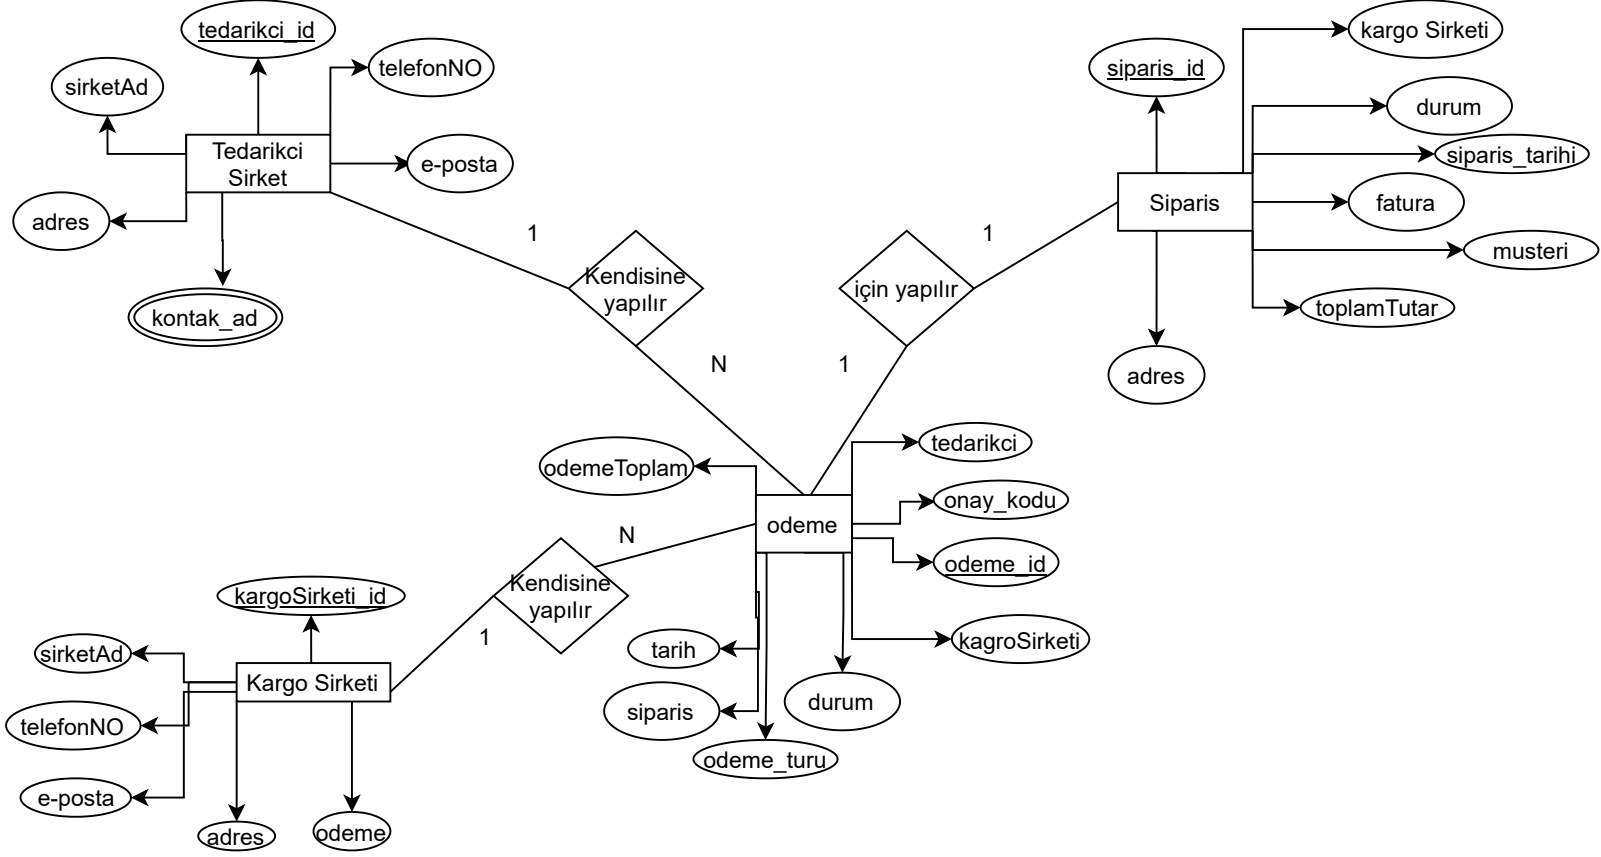 tedarikci_id
telefonNO
sirketAd
Tedarikci
Sirket
e-posta
adres
kontak_ad
1
Kendisine
yapılır
N
kargo Sirketi
siparis_id
durum
siparis_tarihi
Siparis
fatura
musteri
toplamTutar
adres
1
için yapılır
1
tedarikci
odemeToplam
onay_kodu
odeme
odeme_id
kagroSirketi
tarih
durum
siparis
odeme_turu
N
Kendisine
yapılır
1
kargoSirketi_id
sirketAd
Kargo Sirketi
telefonNO
e-posta
adres
odeme